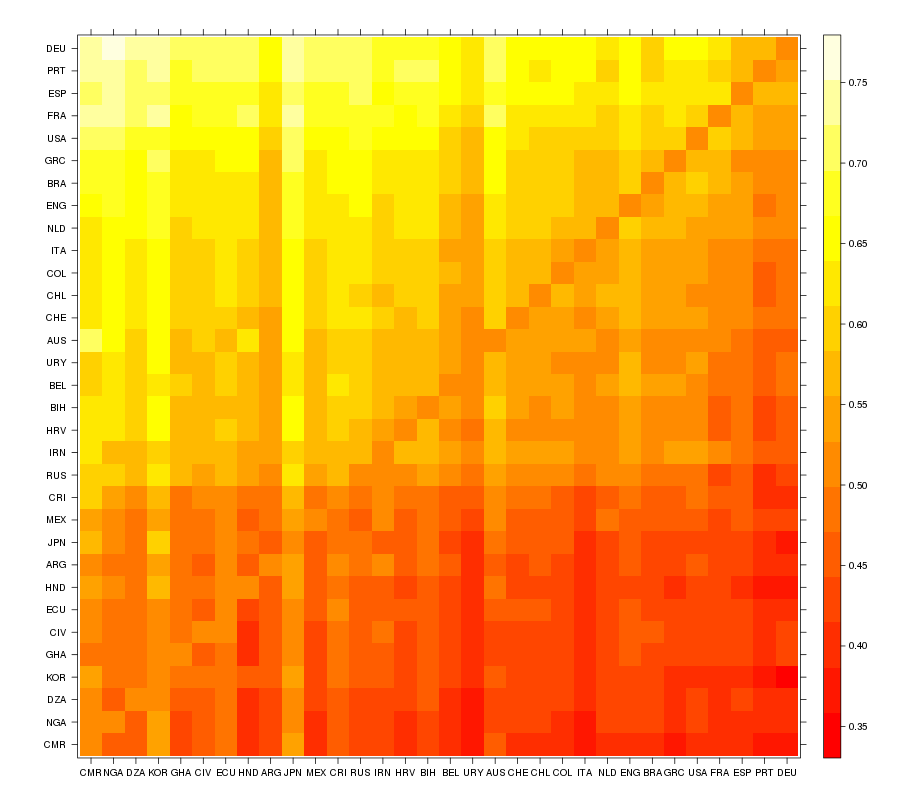 DEU
PRT
ESP
FRA
USA
GRC
BRA
ENG
NLD
ITA
COL
CHL
CHE
AUS
URY
BEL
BIH
HRV
IRN
RUS
CRI
MEX
JPN
ARG
HND
ECU
CIV
GHA
KOR
DZA
NGA
CMR
CMR NGA DZA KOR GHA CIV ECU HND ARG JPN MEX CRI RUS IRN HRV BIH BEL URY AUS CHE CHL COL ITA NLD ENG BRA GRC USA FRA ESP PRT DEU
0.75
0.70
0.65
0.60
0.55
0.50
0.45
0.40
0.35